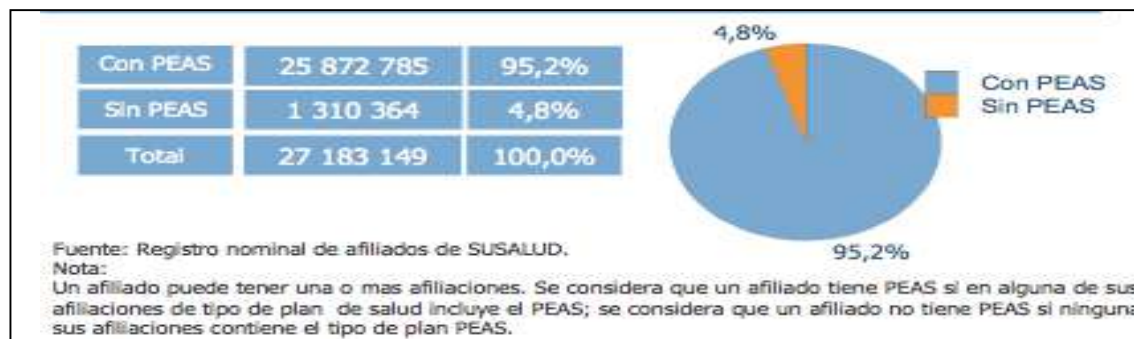 Con PEAS 25 872 785 95,2%
Sin PEAS 1 310 364 4,8%
Total 27 183 149 100,0%
4,8%
Con PEAS
Sin PEAS
95,2%
Fuente: Registro nominal de afiliados de SUSALUD.
Nota:
Un afiliado puede tener una o mas afiliaciones. Se considera que un afiliado tiene PEAS si en alguna de sus
afiliaciones de tipo de plan de salud incluye el PEAS; se considera que un afiliado no tiene PEAS si ninguna
sus afiliaciones contiene el tipo de plan PEAS.